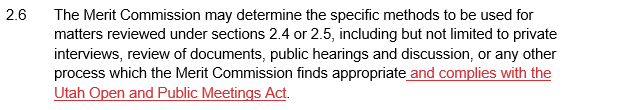 2.6 The Merit Commission may determine the specific methods to be used for
matters reviewed under sections 2.4 or 2.5, including but not limited to private
interviews, review of documents, public hearings and discussion, or any other
process which the Merit Commission finds appropriate and complies with the
Utah Open and Public Meetings Act.